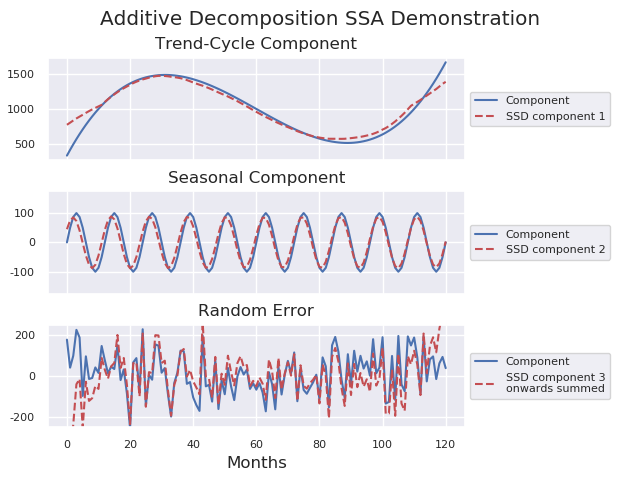 Additive Decomposition SSA Demonstration
Trend-Cycle Component
1500
1000
500
Component
SSD component 1
Seasonal Component
100
0
-100
Component
SSD component 2
Random Error
200
0
-200
Component
SSD component 3
onwards summed
0 20 40 60 80 100 120
Months